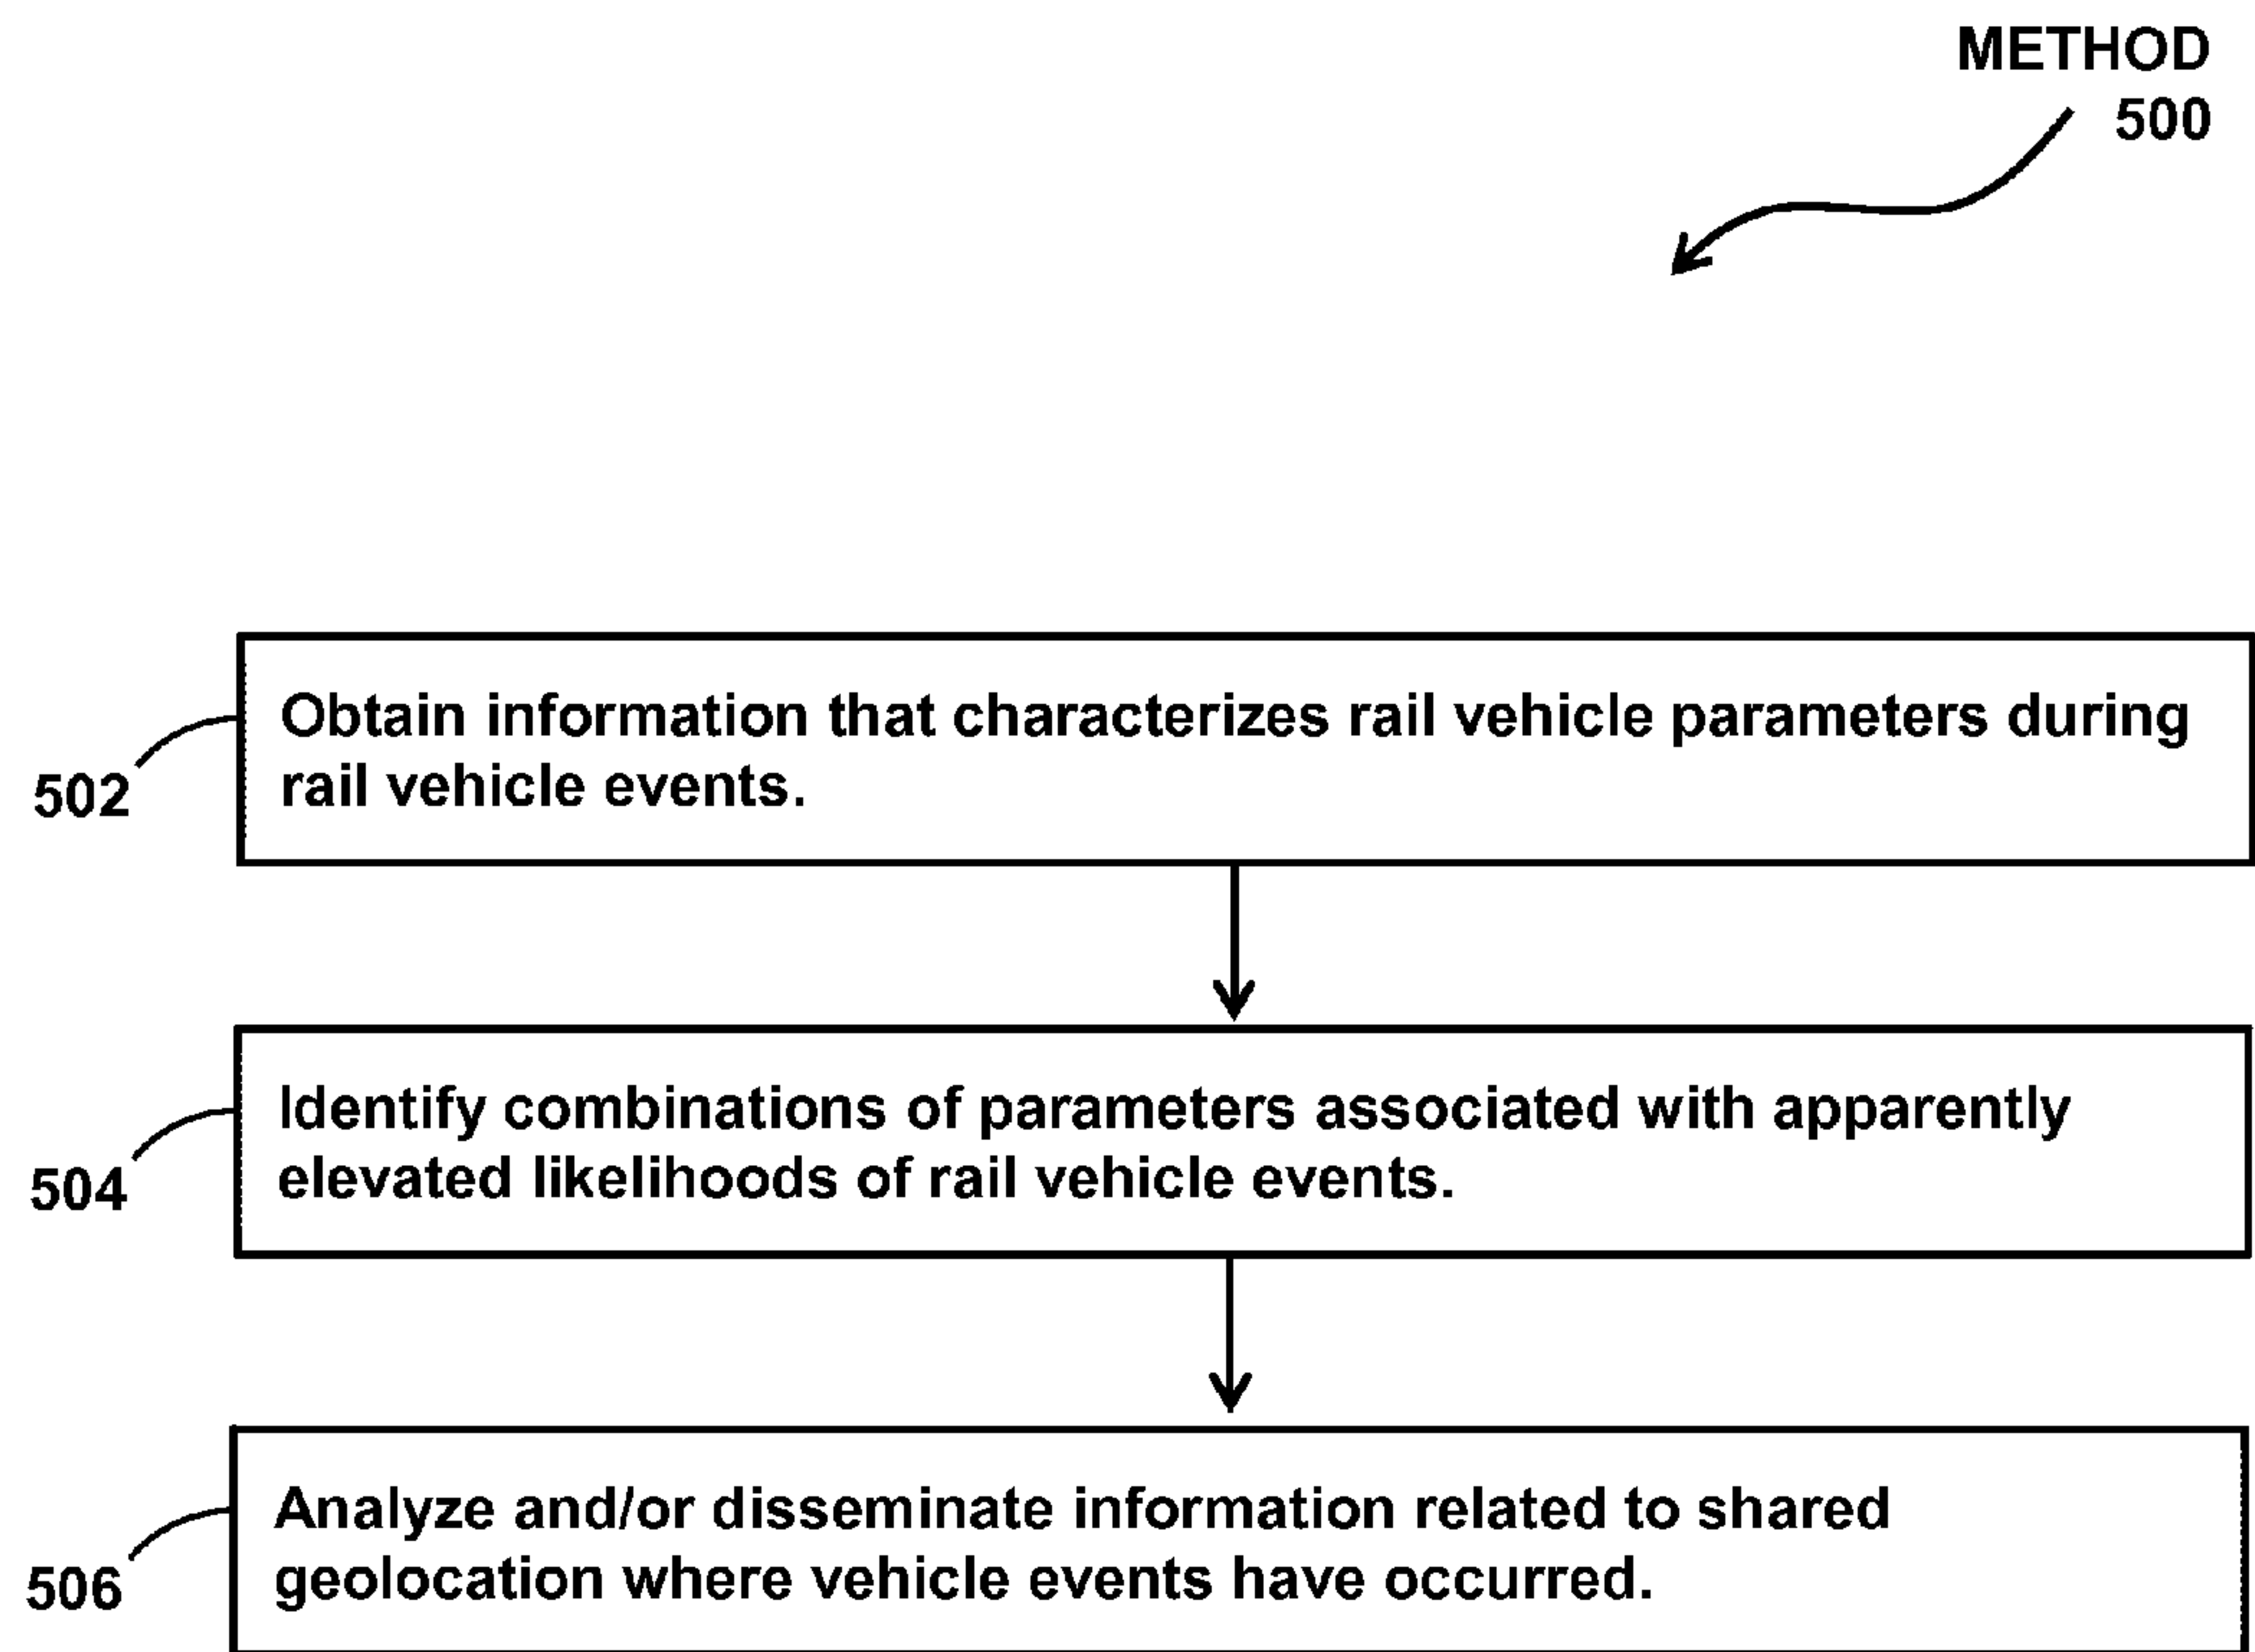 METHOD
500
Obtain information that characterizes rail vehicle parameters during
rail vehicle events.
502
Identify combinations of parameters associated with apparently
elevated likelihoods of rail vehicle events.
504
Analyze and/or disseminate information related to shared
geolocation where vehicle events have occurred.
506